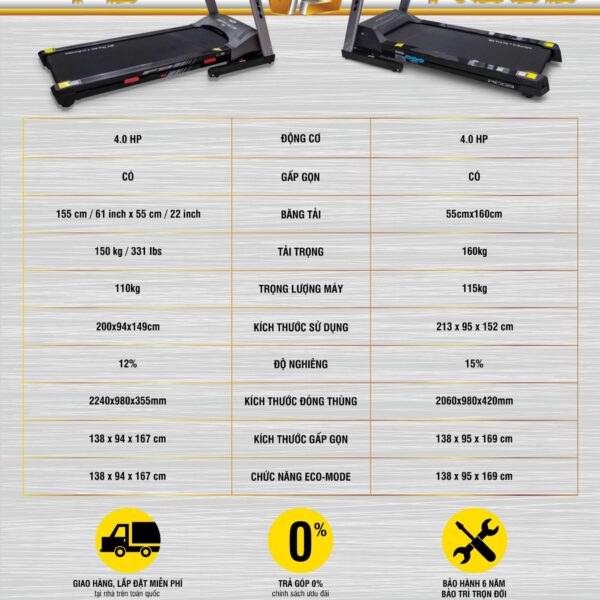 4.0 HP ĐỘNG CƠ 4.0 HP
CÓ GẤP GỌN CÓ
155 cm / 61 inch x 55 cm / 22 inch BĂNG TẢI 55cmx160cm
150 kg / 331 lbs TẢI TRỌNG 160kg
110kg TRỌNG LƯỢNG MÁY 115kg
200x94x149cm KÍCH THƯỚC SỬ DỤNG 213 x 95 x 152 cm
12% ĐỘ NGHIÊNG 15%
2240x980x355mm KÍCH THƯỚC ĐÓNG THÙNG 2060x980x420mm
138 x 94 x 167 cm KÍCH THƯỚC GẤP GỌN 138 x 95 x 169 cm
138 x 94 x 167 cm CHỨC NĂNG ECO-MODE 138 x 95 x 169 cm
0%
GIAO HÀNG, LẮP ĐẶT MIỄN PHÍ
tại nhà trên toàn quốc
TRẢ GÓP 0%
chính sách ưu đãi
BẢO HÀNH 6 NĂM
BẢO TRÌ TRỌN ĐỜI